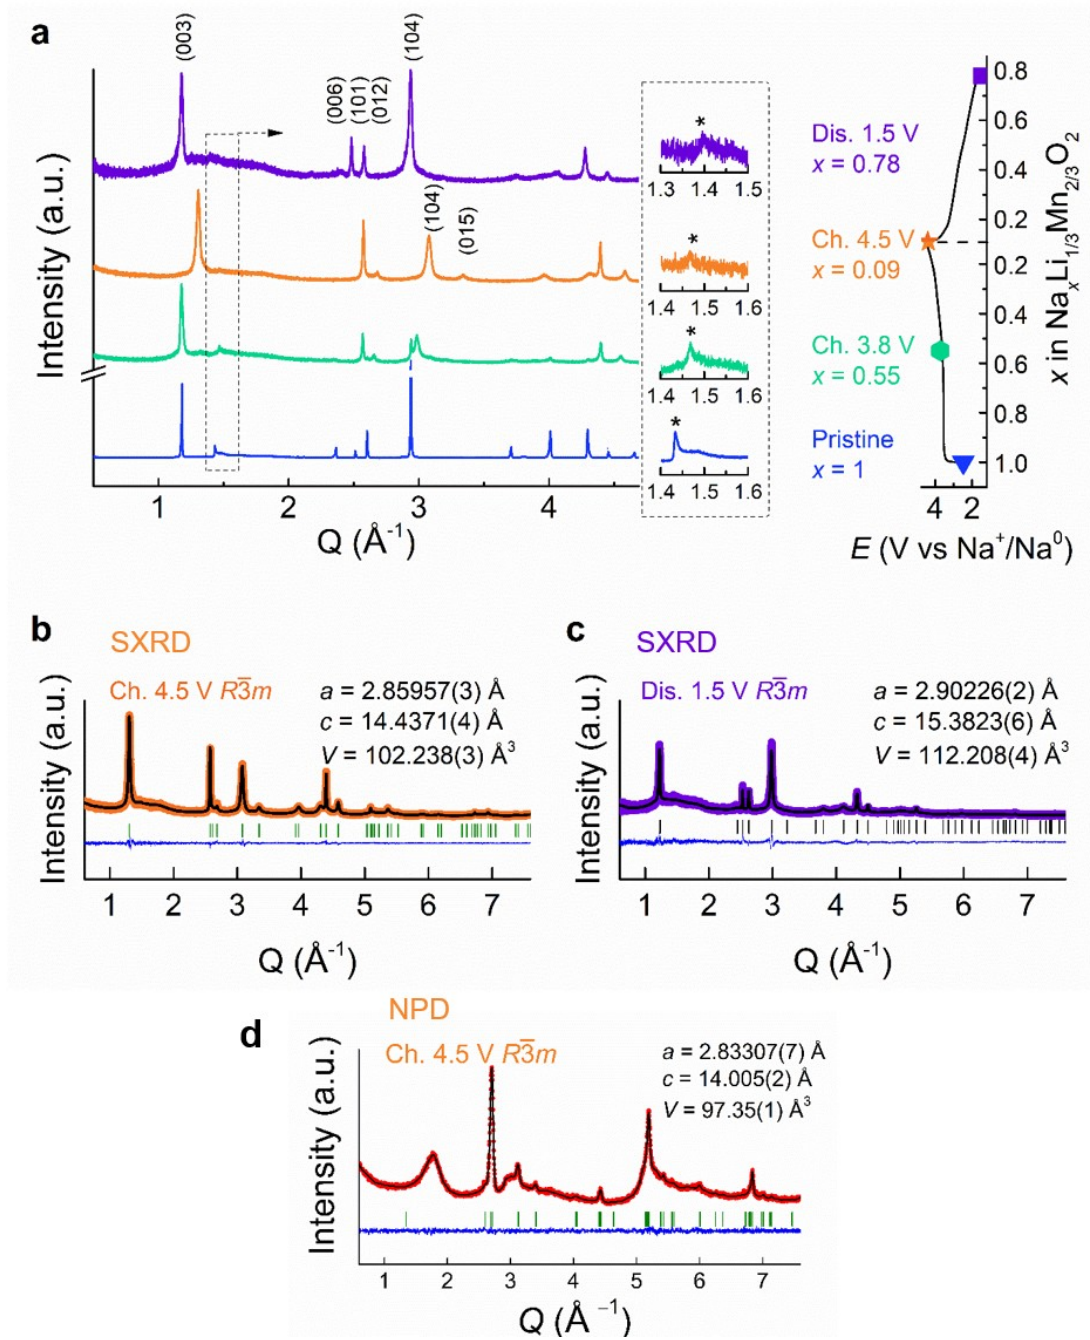 a
(003)
(006)
(101)
(012)
(104)
(104)
(015)
Intensity (a.u.)
1 2 3 4
Q (Å⁻¹)
*
1.3 1.4 1.5
*
1.4 1.5 1.6
*
1.4 1.5 1.6
*
1.4 1.5 1.6
Dis. 1.5 V
x = 0.78
Ch. 4.5 V
x = 0.09
Ch. 3.8 V
x = 0.55
Pristine
x = 1
0.8
0.6
0.4
0.2
0.2
0.4
0.6
0.8
1.0
x in NaₓLi₁/₃Mn₂/₃O₂
4 2
E (V vs Na⁺/Na⁰)
b
SXRD
Ch. 4.5 V R3̅m
a = 2.85957(3) Å
c = 14.4371(4) Å
V = 102.238(3) Å³
Intensity (a.u.)
1 2 3 4 5 6 7
Q (Å⁻¹)
c
SXRD
Dis. 1.5 V R3̅m
a = 2.90226(2) Å
c = 15.3823(6) Å
V = 112.208(4) Å³
Intensity (a.u.)
1 2 3 4 5 6 7
Q (Å⁻¹)
d
NPD
Ch. 4.5 V R3̅m
a = 2.83307(7) Å
c = 14.005(2) Å
V = 97.35(1) Å³
Intensity (a.u.)
1 2 3 4 5 6 7
Q (Å ⁻¹)